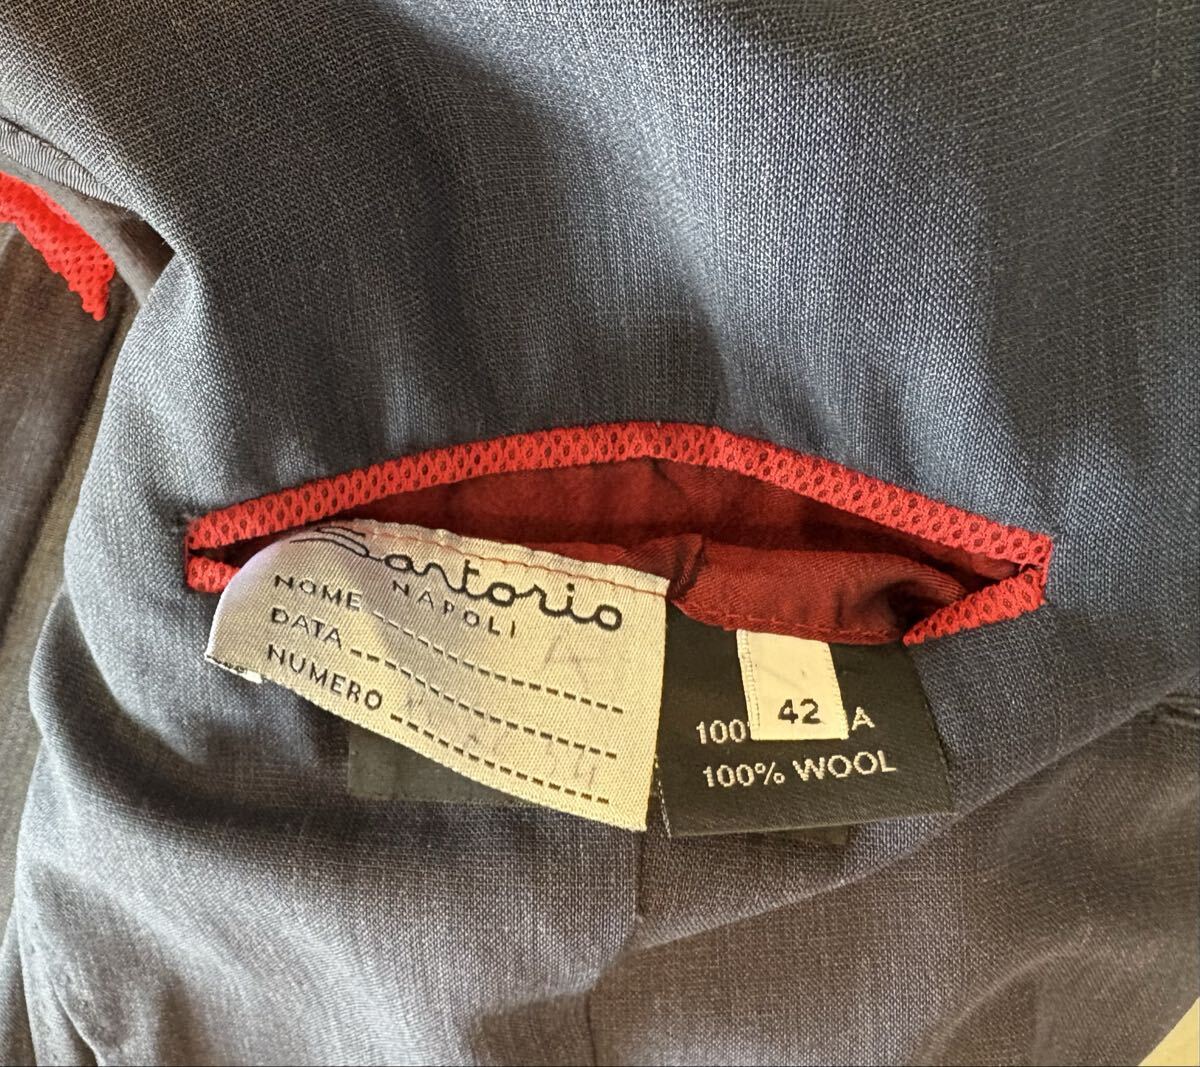 Sartorio
NAPOLI
NOME
DATA
NUMERO
42
100 A
100% WOOL